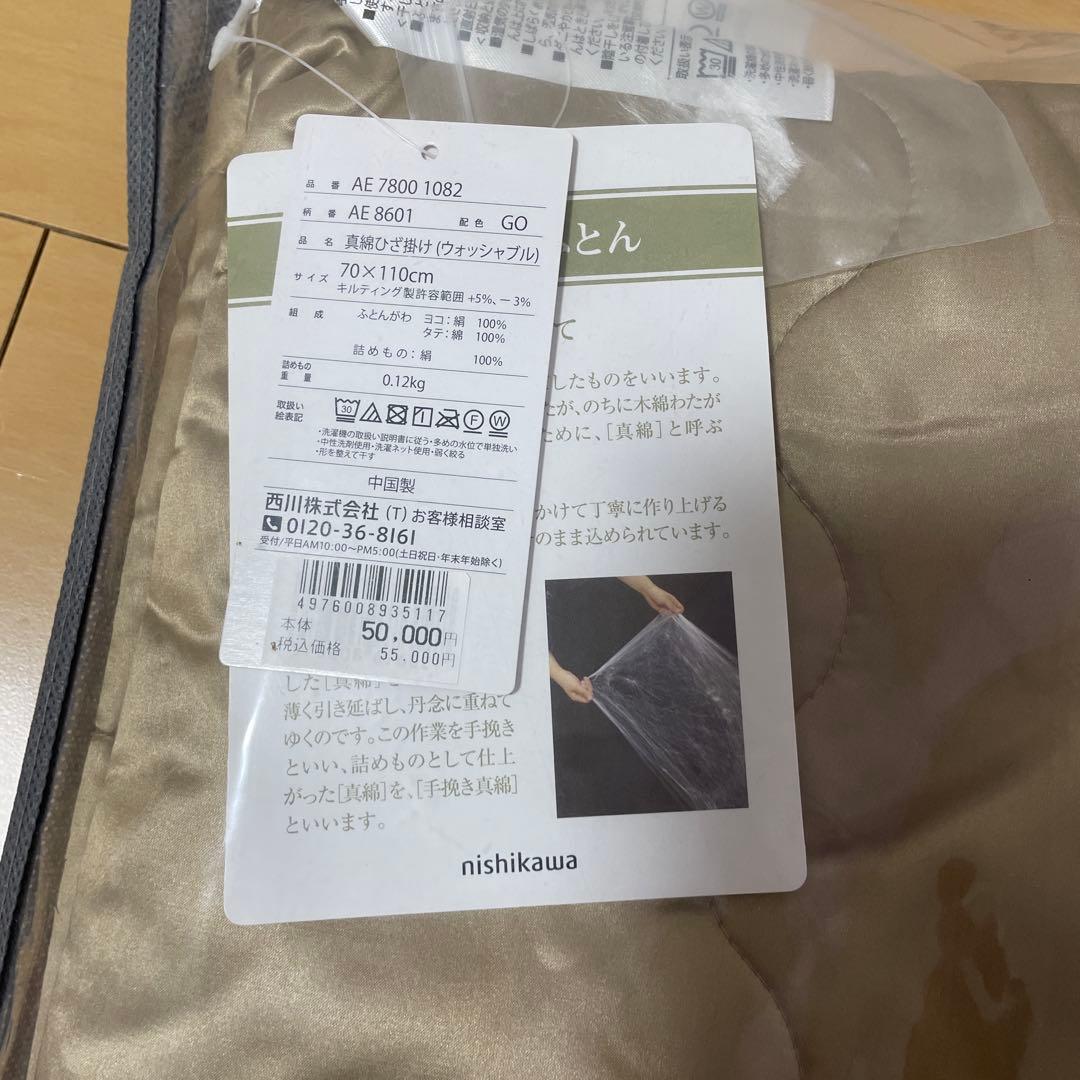 取扱い表示
30
品番 AE 7800 1082
柄番 AE 8601 配色 GO
品名 真綿ひざ掛け(ウォッシャブル)
サイズ 70×110cm
キルティング製許容範囲 +5%、-3%
組成 ふとんがわ ヨコ:絹 100%
タテ:綿 100%
詰めもの:絹 100%
詰めもの
重量 0.12kg
取扱い
絵表記 30 F W
・洗濯機の取扱い説明書に従う・多めの水位で単独洗い
・中性洗剤使用・洗濯ネット使用・弱く絞る
・形を整えて干す
中国製
西川株式会社 (T) お客様相談室
0120-36-8161
受付/平日AM10:00〜PM5:00(土日祝日・年末年始除く)
4976008935117
本体 50,000円
税込価格 55,000円
とん
て
したものをいいます。
たが、のちに木綿わたが
ために、[真綿]と呼ぶ
かけて丁寧に作り上げる
のまま込められています。
した[真綿]を
薄く引き延ばし、丹念に重ねて
ゆくのです。この作業を手挽き
といい、詰めものとして仕上
がった[真綿]を、[手挽き真綿]
といいます。
nishikawa